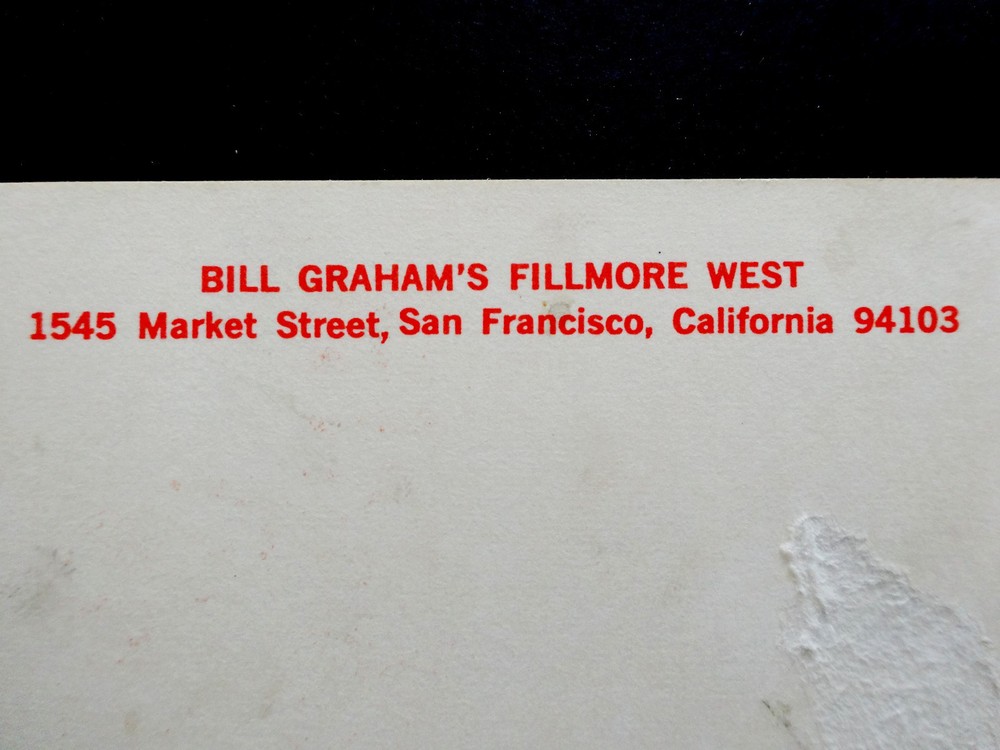 BILL GRAHAM'S FILLMORE WEST
1545 Market Street, San Francisco, California 94103